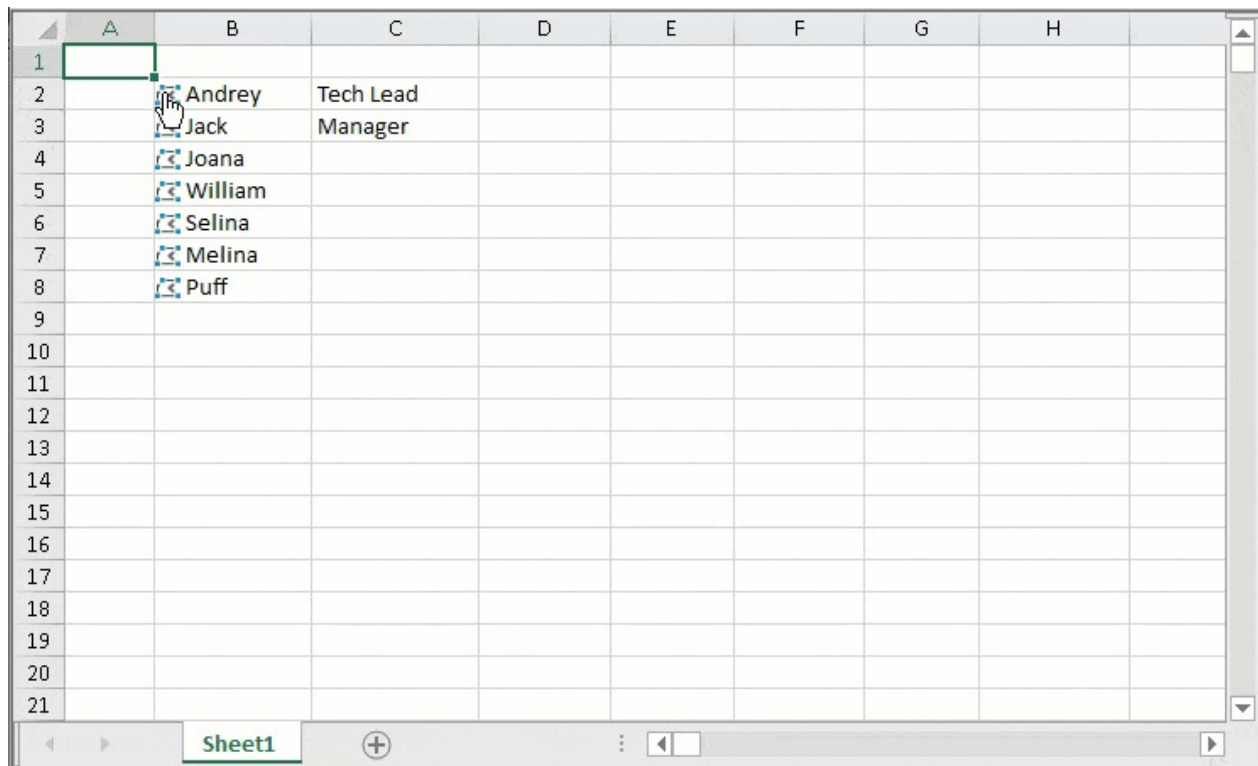 A B C D E F G H
1
2 Andrey Tech Lead
3 Jack Manager
4 Joana
5 William
6 Selina
7 Melina
8 Puff
9
10
11
12
13
14
15
16
17
18
19
20
21
Sheet1